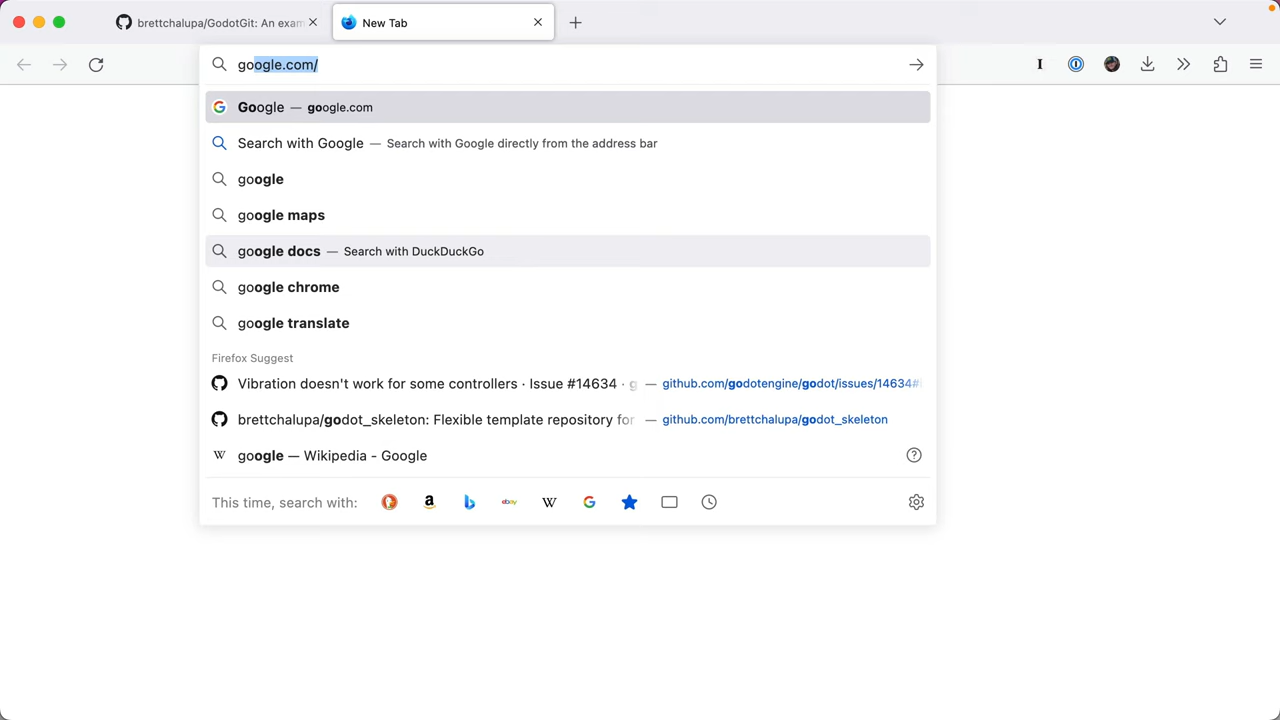 brettchalupa/GodotGit: An exam
New Tab
google.com/
Google — google.com
Search with Google — Search with Google directly from the address bar
google
google maps
google docs — Search with DuckDuckGo
google chrome
google translate
Firefox Suggest
Vibration doesn't work for some controllers · Issue #14634 · g — github.com/godotengine/godot/issues/14634#
brettchalupa/godot_skeleton: Flexible template repository for — github.com/brettchalupa/godot_skeleton
W google — Wikipedia - Google
This time, search with: a ebay W G